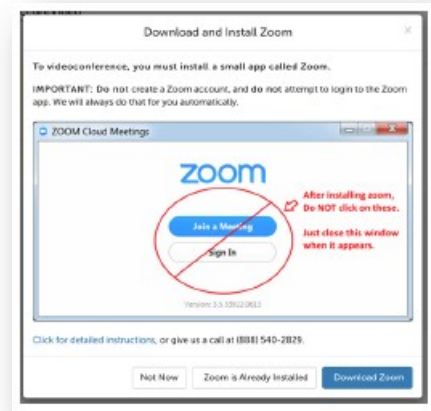 Download and Install Zoom
×
To videoconference, you must install a small app called Zoom.
IMPORTANT: Do not create a Zoom account, and do not attempt to login to the Zoom
app. We will always do that for you automatically.
ZOOM Cloud Meetings
zoom
After installing zoom,
Do NOT click on these.
Join a Meeting
Just close this window
when it appears.
Sign In
Click for detailed instructions, or give us a call at (888) 540-2829.
Not Now
Zoom is Already Installed
Download Zoom